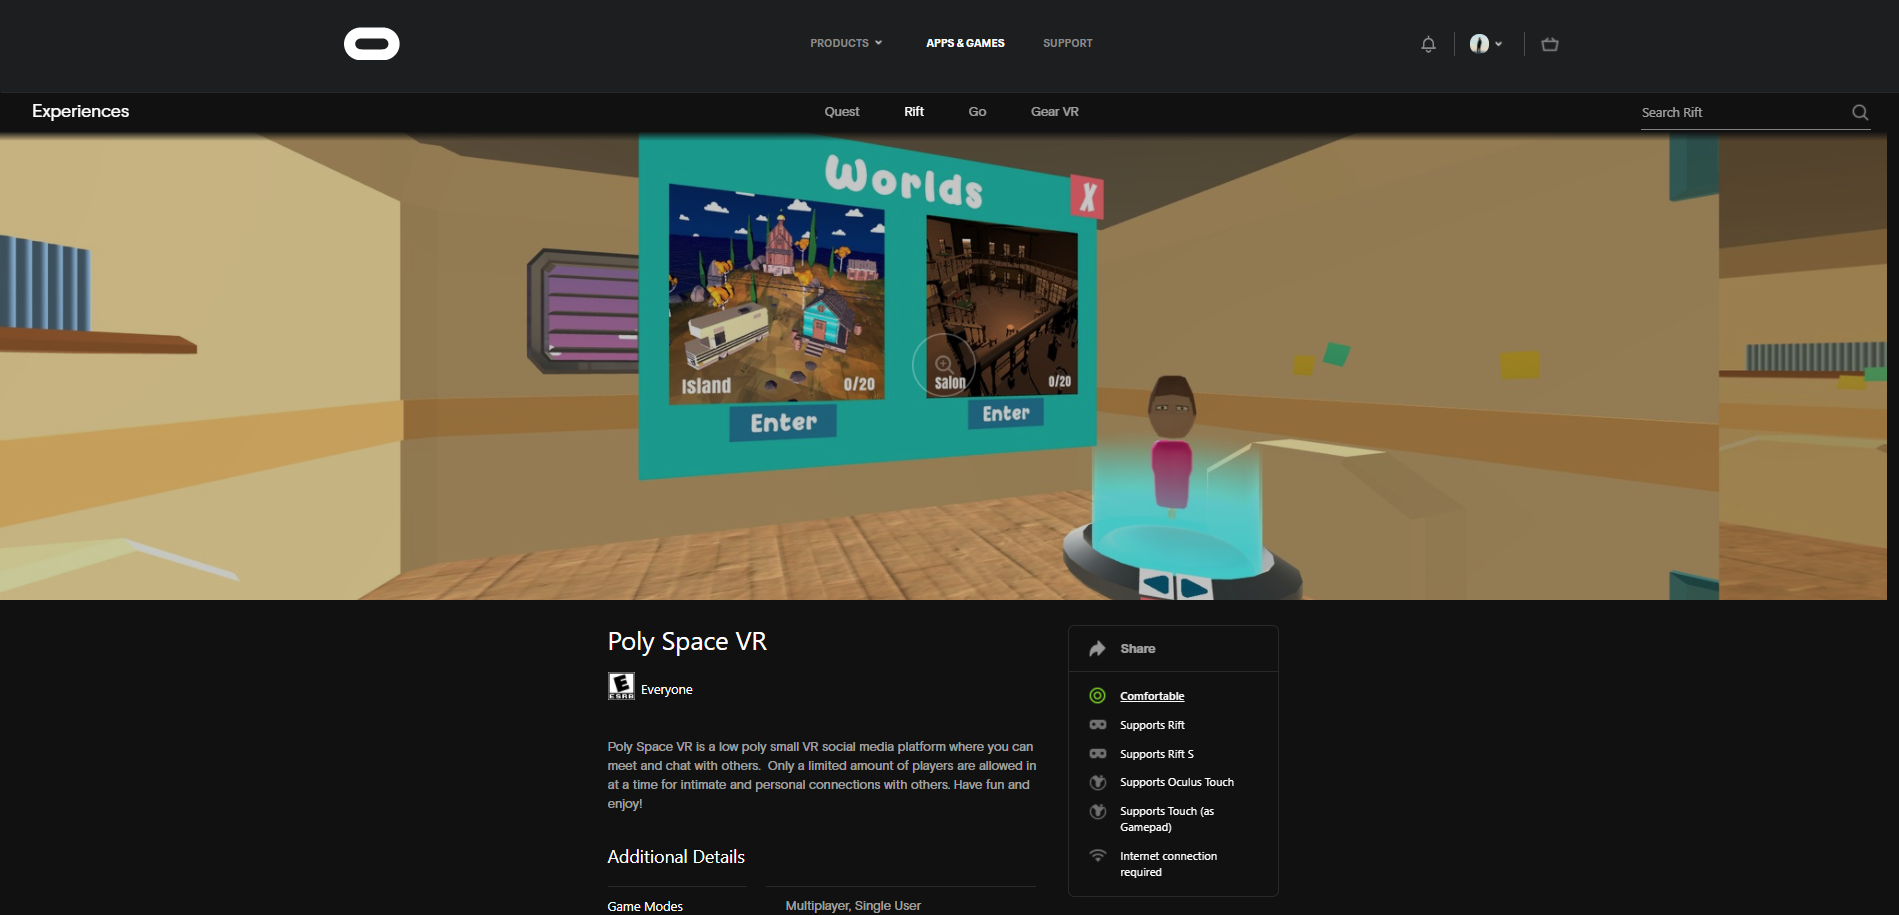 PRODUCTS
APPS & GAMES
SUPPORT
Experiences
Quest
Rift
Go
Gear VR
Search Rift
Worlds
X
Island
0/20
Enter
Salon
0/20
Enter
Poly Space VR
E
ESRB
Everyone
Poly Space VR is a low poly small VR social media platform where you can
meet and chat with others.  Only a limited amount of players are allowed in
at a time for intimate and personal connections with others. Have fun and
enjoy!
Additional Details
Game Modes
Multiplayer, Single User
Share
Comfortable
Supports Rift
Supports Rift S
Supports Oculus Touch
Supports Touch (as
Gamepad)
Internet connection
required